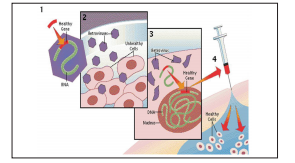 1
Healthy
Gene
DNA
2
Retrovirus
Unhealthy
Cells
3
Retrovirus
Healthy
Gene
DNA
Nucleus
4
Healthy
Cells